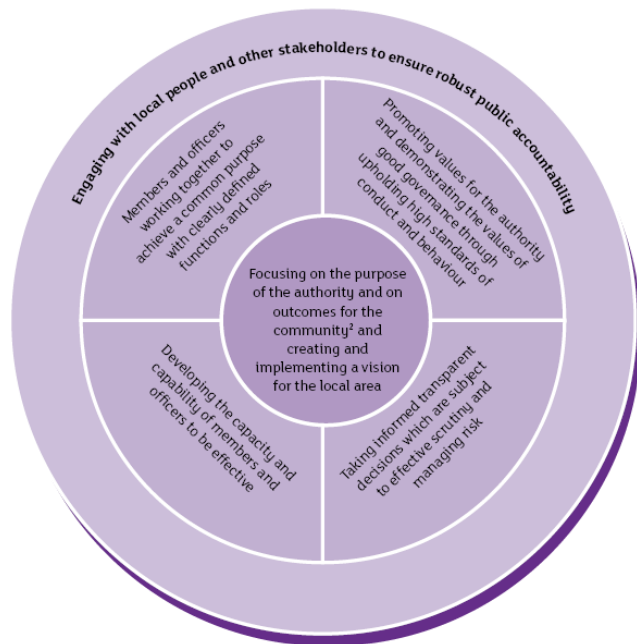 Engaging with local people and other stakeholders to ensure robust public accountability
Members and officers
working together to
achieve a common purpose
with clearly defined
functions and roles
Promoting values for the authority
and demonstrating the values of
good governance through
upholding high standards of
conduct and behaviour
Focusing on the purpose
of the authority and on
outcomes for the
community² and
creating and
implementing a vision
for the local area
Developing the capacity and
capability of members and
officers to be effective
Taking informed transparent
decisions which are subject
to effective scrutiny and
managing risk